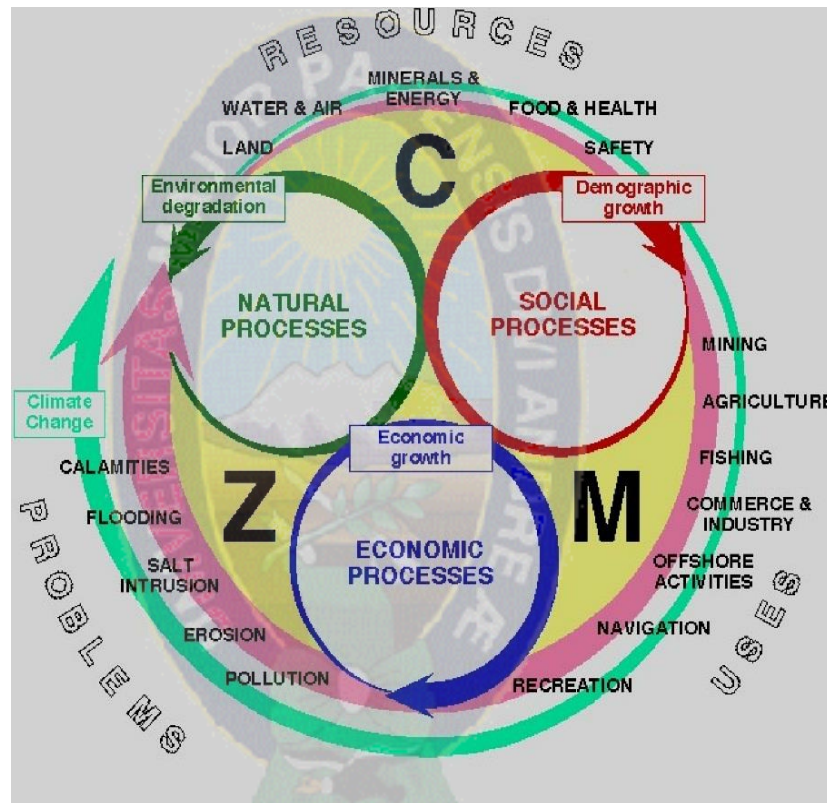 RESOURCES
MINERALS &
ENERGY
WATER & AIR
FOOD & HEALTH
LAND
SAFETY
C
Environmental
degradation
Demographic
growth
NATURAL
PROCESSES
SOCIAL
PROCESSES
MINING
Climate
Change
AGRICULTURE
Economic
growth
CALAMITIES
FISHING
Z
M
FLOODING
COMMERCE &
INDUSTRY
ECONOMIC
PROCESSES
SALT
INTRUSION
OFFSHORE
ACTIVITIES
EROSION
NAVIGATION
POLLUTION
RECREATION
PROBLEMS
USES